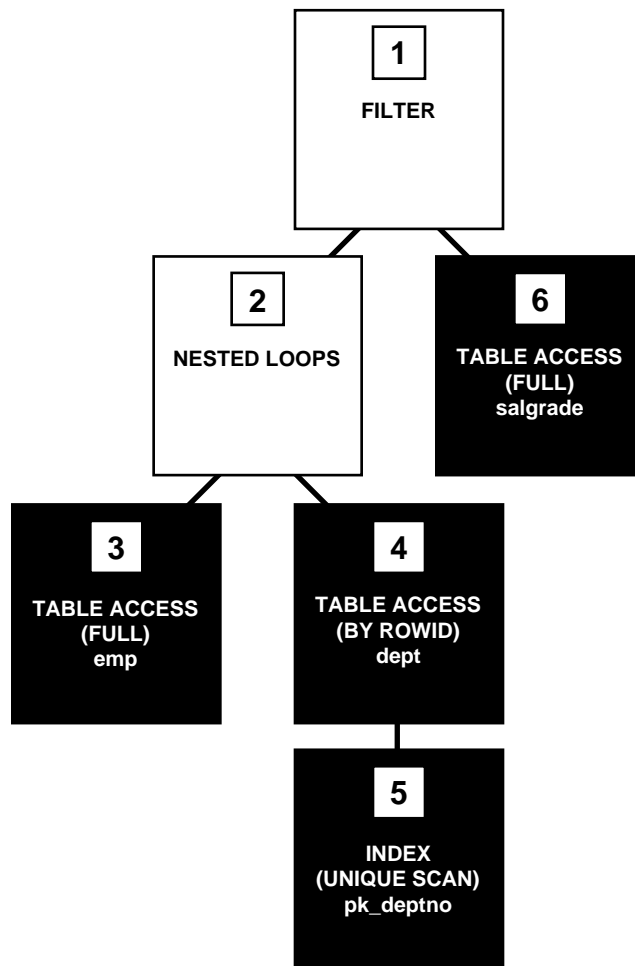 1
FILTER
2
NESTED LOOPS
6
TABLE ACCESS
(FULL)
salgrade
3
TABLE ACCESS
(FULL)
emp
4
TABLE ACCESS
(BY ROWID)
dept
5
INDEX
(UNIQUE SCAN)
pk_deptno